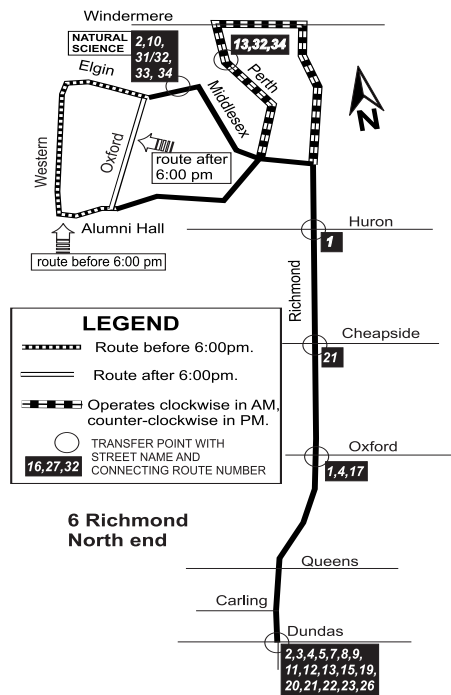 Windermere
NATURAL
SCIENCE
2,10,
31/32,
33, 34
13,32,34
Elgin
Perth
Middlesex
Western
Oxford
N
route after
6:00 pm
Alumni Hall
route before 6:00 pm
Huron
1
Richmond
Cheapside
21
LEGEND
Route before 6:00pm.
Route after 6:00pm.
Operates clockwise in AM,
counter-clockwise in PM.
TRANSFER POINT WITH
STREET NAME AND
CONNECTING ROUTE NUMBER
16,27,32
Oxford
1,4,17
6 Richmond
North end
Queens
Carling
Dundas
2,3,4,5,7,8,9,
11,12,13,15,19,
20,21,22,23,26